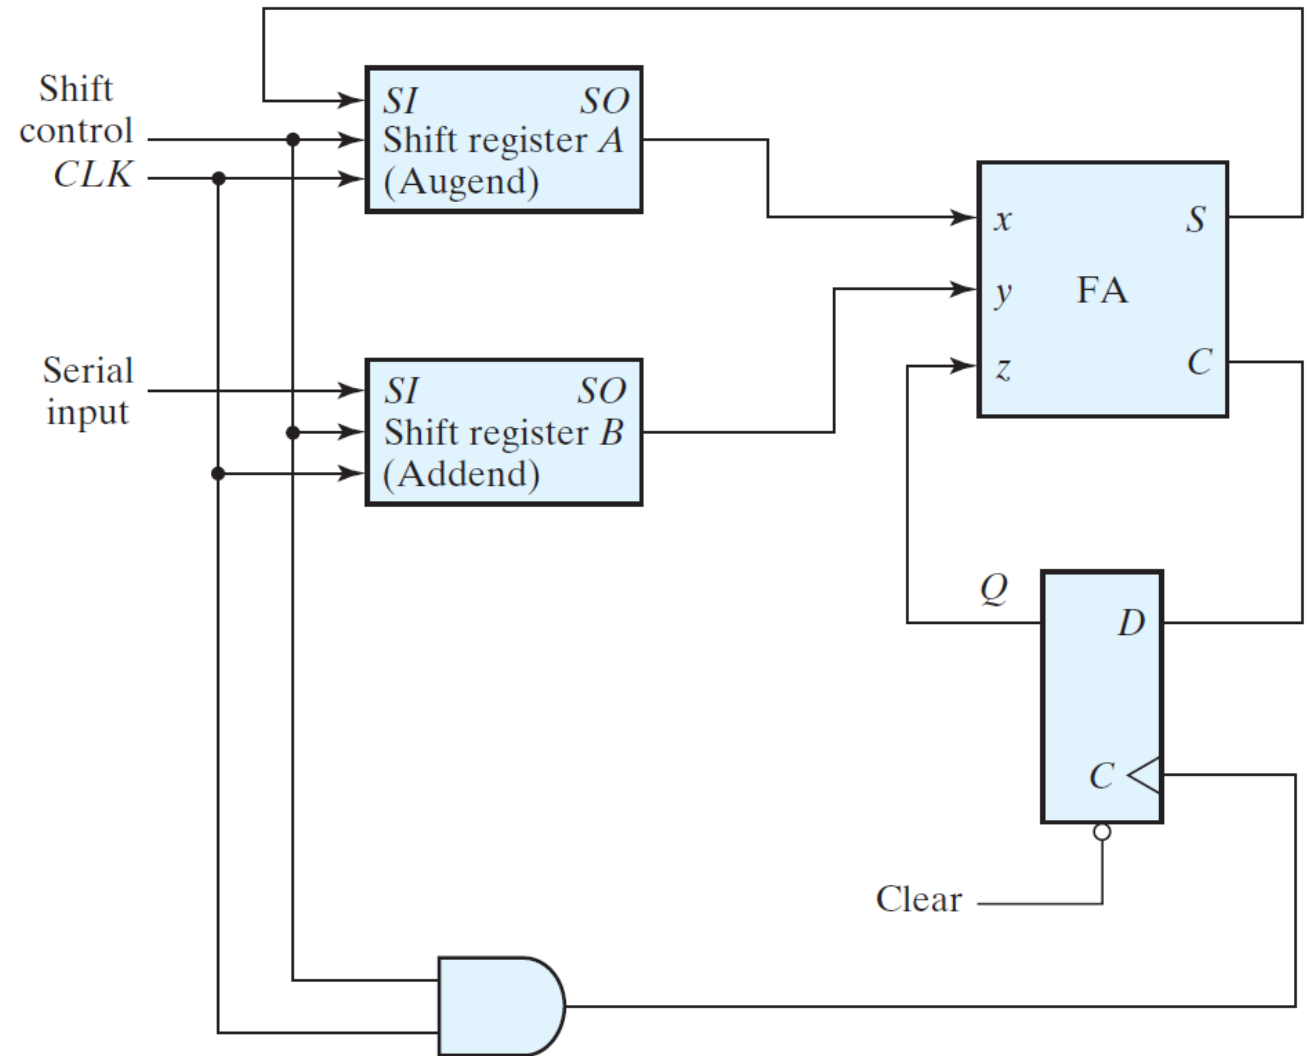 Shift
control
CLK
SI SO
Shift register A
(Augend)
x S
y FA
z C
Serial
input
SI SO
Shift register B
(Addend)
Q
D
C
Clear